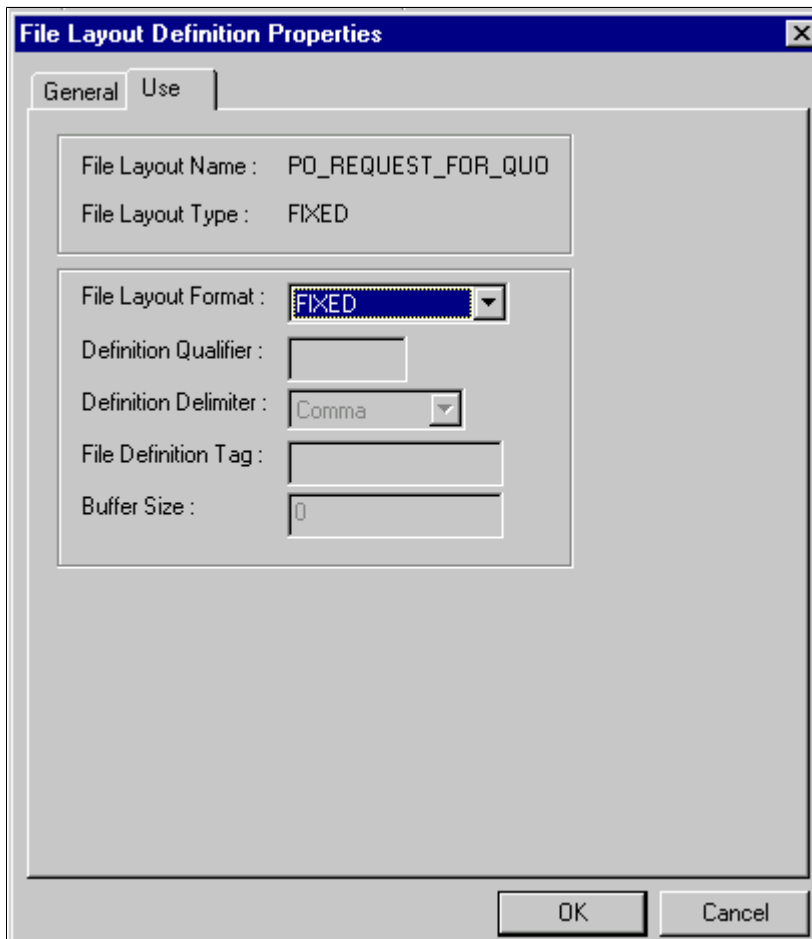 File Layout Definition Properties
General Use
File Layout Name : PO_REQUEST_FOR_QUO
File Layout Type : FIXED
File Layout Format : FIXED
Definition Qualifier :
Definition Delimiter : Comma
File Definition Tag :
Buffer Size : 0
OK Cancel